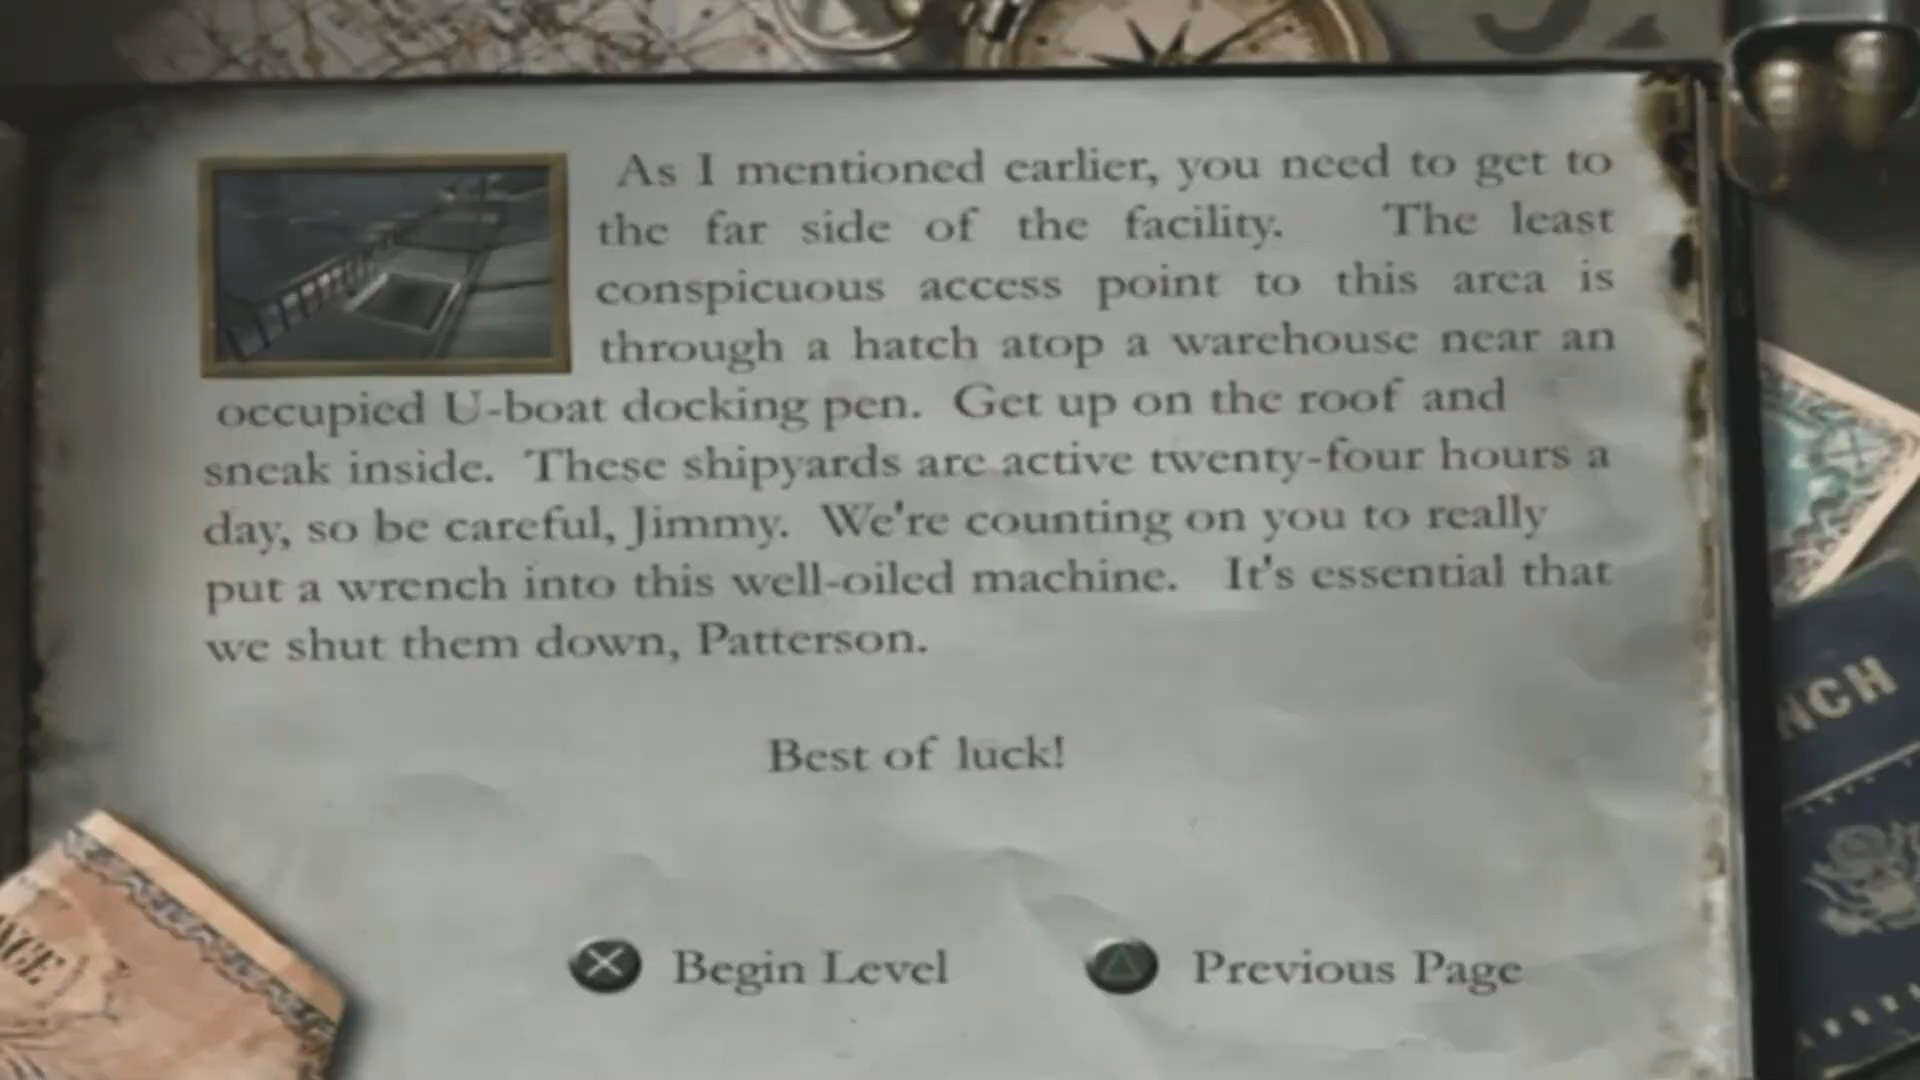 As I mentioned earlier, you need to get to
the far side of the facility. The least
conspicuous access point to this area is
through a hatch atop a warehouse near an
occupied U-boat docking pen. Get up on the roof and
sneak inside. These shipyards are active twenty-four hours a
day, so be careful, Jimmy. We're counting on you to really
put a wrench into this well-oiled machine. It's essential that
we shut them down, Patterson.
Best of luck!
NCH
NCE
Begin Level
Previous Page